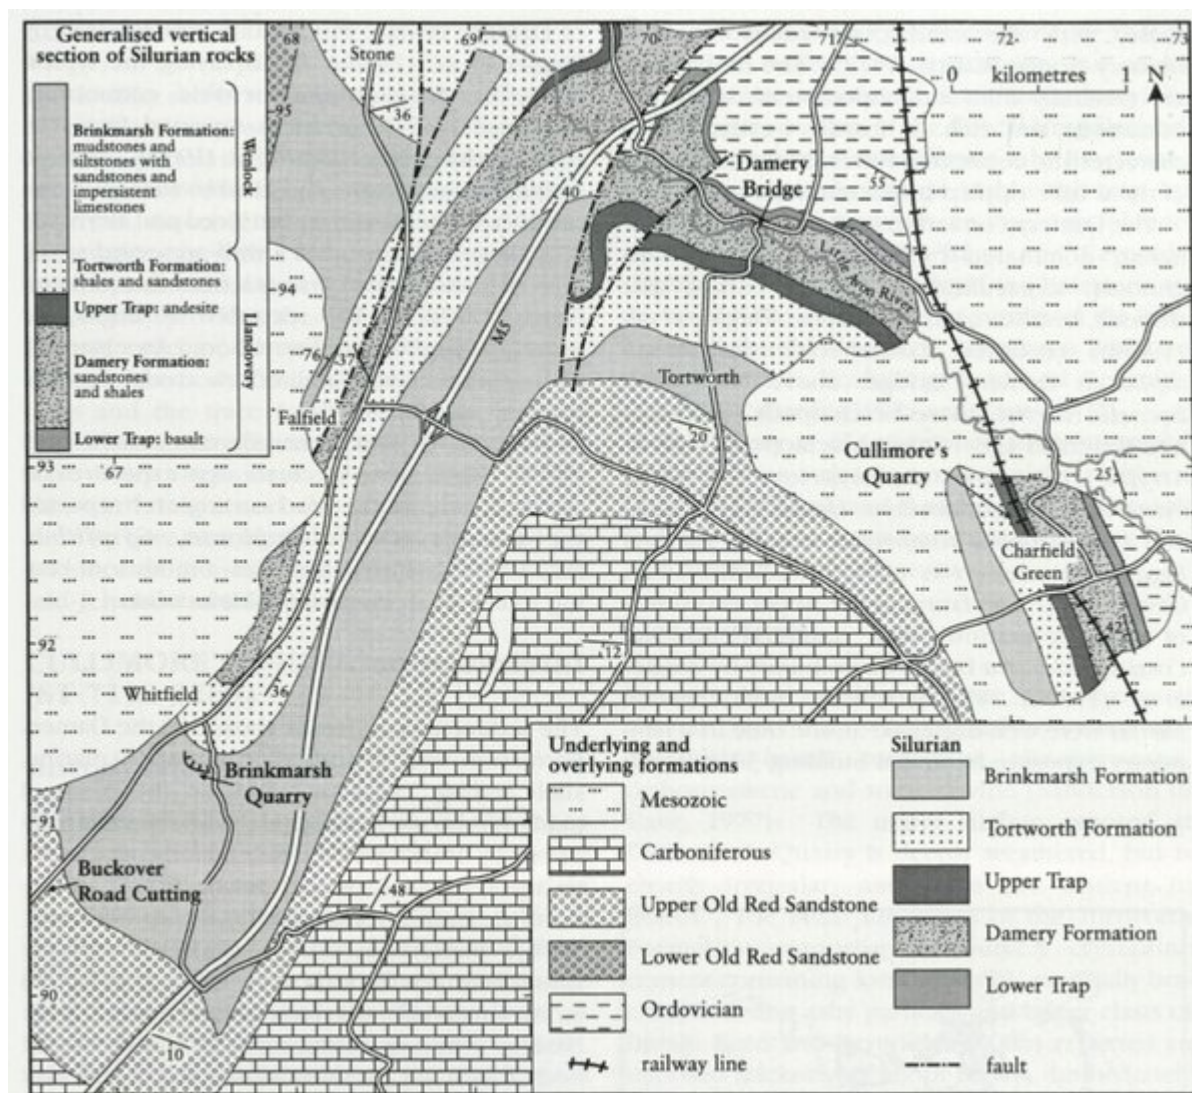 Generalised vertical
section of Silurian rocks
Brinkmarsh Formation:
mudstones and
siltstones with
sandstones and
impersistent
limestones
Wenlock
Tortworth Formation:
shales and sandstones
Upper Trap: andesite
Damery Formation:
sandstones
and shales
Lower Trap: basalt
Llandovery
68
69
70
71
72
73
Stone
95
36
0 kilometres 1
N
Damery
Bridge
40
55
Little Avon River
94
M5
76
37
Tortworth
Falfield
20
Cullimore's
Quarry
93
67
25
Charfield
Green
92
12
42
Whitfield
36
Brinkmarsh
Quarry
91
Buckover
Road Cutting
48
90
10
Underlying and
overlying formations
Mesozoic
Carboniferous
Upper Old Red Sandstone
Lower Old Red Sandstone
Ordovician
railway line
Silurian
Brinkmarsh Formation
Tortworth Formation
Upper Trap
Damery Formation
Lower Trap
fault